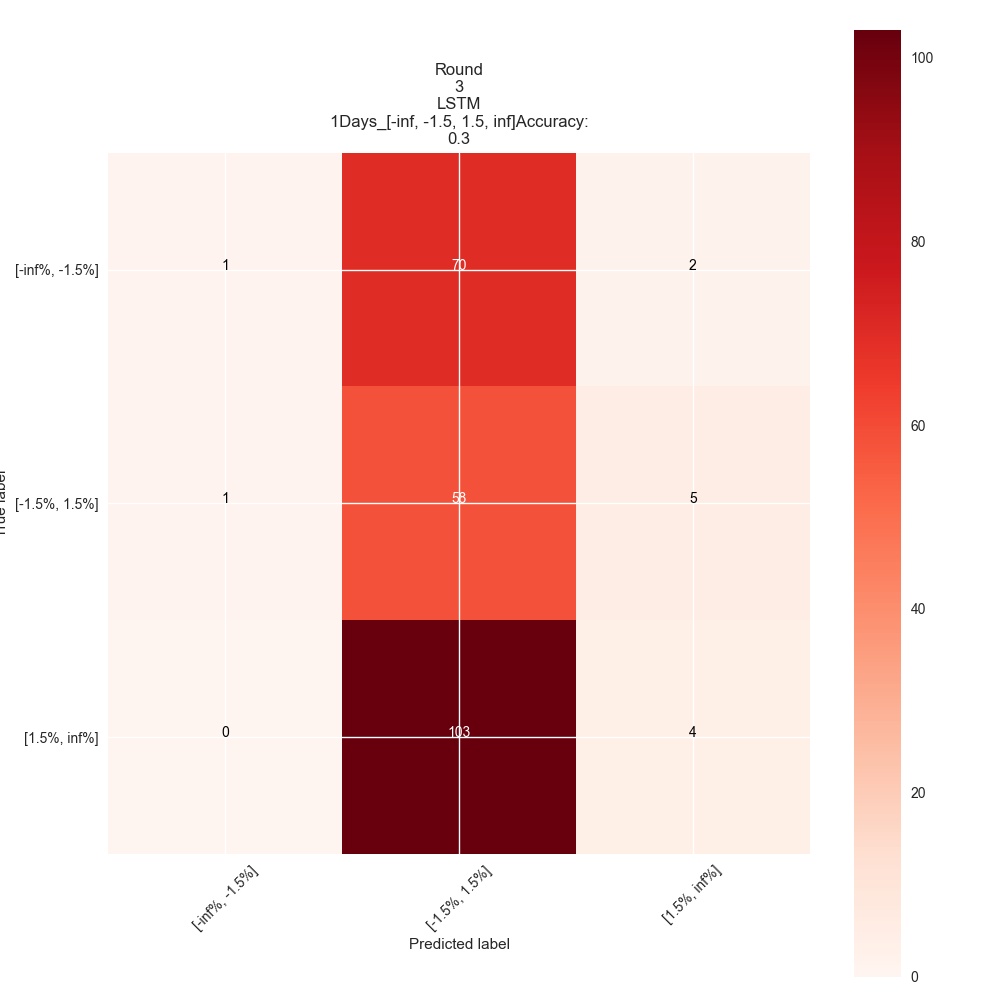 Round
3
LSTM
1Days_[-inf, -1.5, 1.5, inf]Accuracy:
0.3
100
80
60
40
20
0
[-inf%, -1.5%]
1
70
2
[-1.5%, 1.5%]
1
58
5
[1.5%, inf%]
0
103
4
[-inf%, -1.5%]
[-1.5%, 1.5%]
[1.5%, inf%]
Predicted label